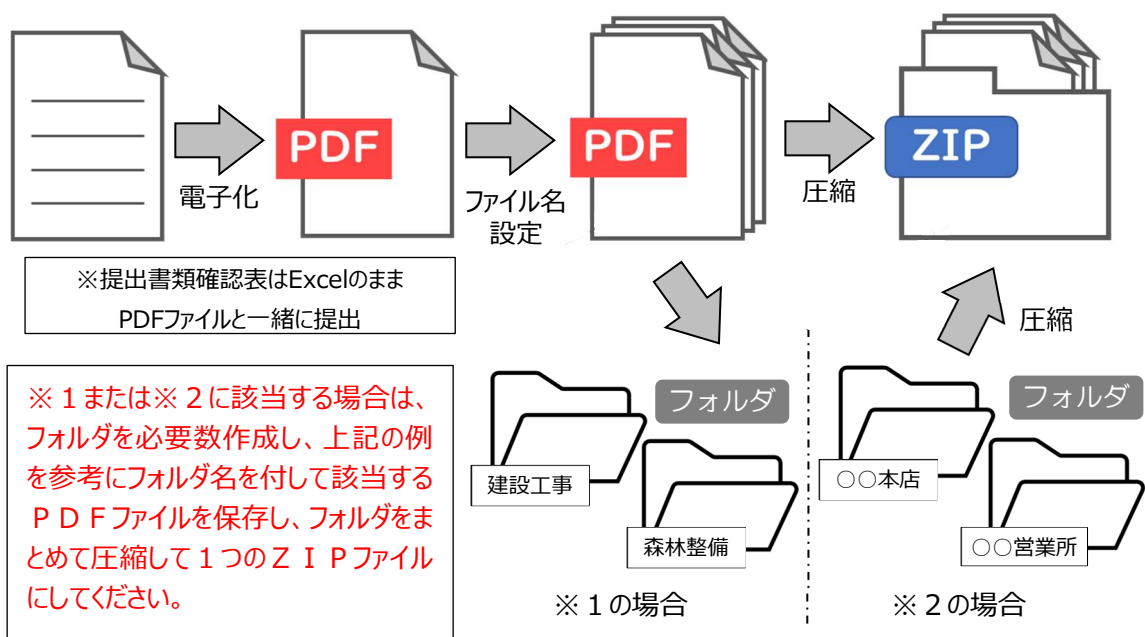 PDF
PDF
ZIP
電子化
ファイル名
設定
圧縮
※提出書類確認表はExcelのまま
PDFファイルと一緒に提出
圧縮
※１または※２に該当する場合は、
フォルダを必要数作成し、上記の例
を参考にフォルダ名を付して該当する
ＰＤＦファイルを保存し、フォルダをま
とめて圧縮して１つのＺＩＰファイル
にしてください。
フォルダ
建設工事
森林整備
※１の場合
フォルダ
○○本店
○○営業所
※２の場合